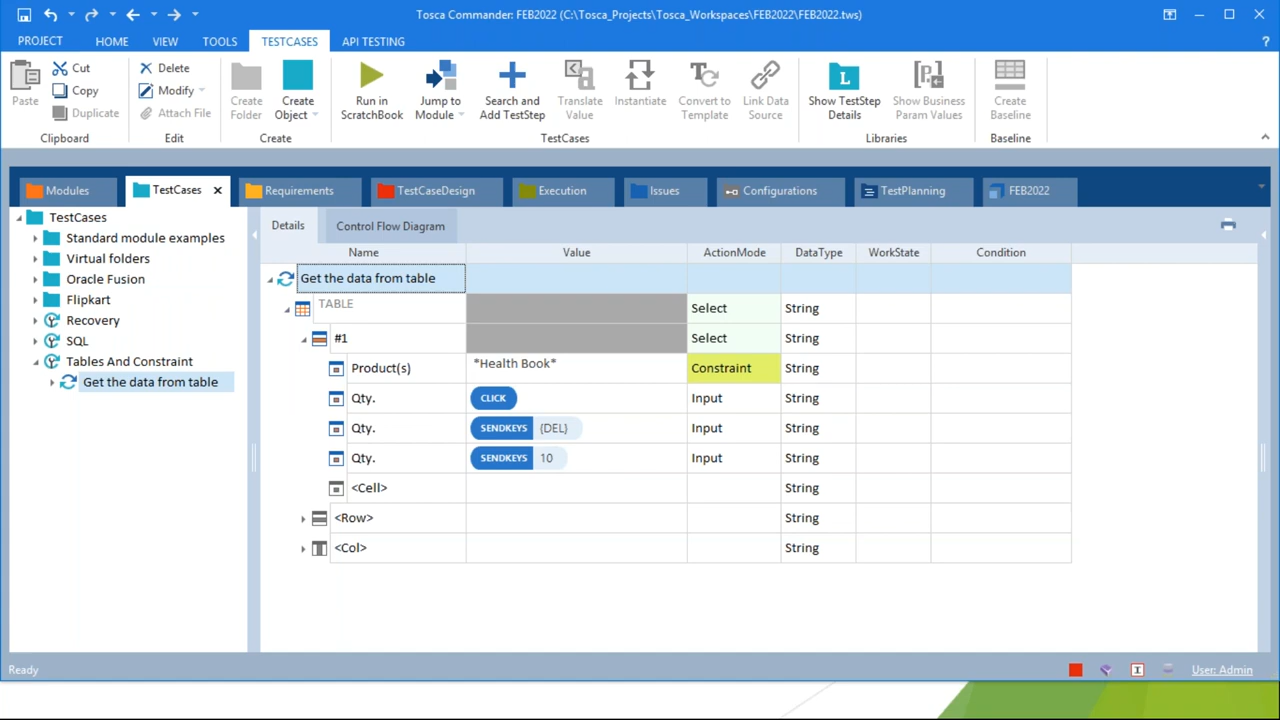 Tosca Commander: FEB2022 (C:\Tosca_Projects\Tosca_Workspaces\FEB2022\FEB2022.tws)
PROJECT HOME VIEW TOOLS TESTCASES API TESTING ?
Paste
Cut
Copy
Duplicate
Clipboard
Delete
Modify
Attach File
Edit
Create Folder
Create Object
Create
Run in ScratchBook
Jump to Module
Search and Add TestStep
Translate Value
Instantiate
Convert to Template
Link Data Source
TestCases
L
Show TestStep Details
[P]
Show Business Param Values
Libraries
Create Baseline
Baseline
Modules TestCases x Requirements TestCaseDesign Execution Issues Configurations TestPlanning FEB2022
TestCases
Standard module examples
Virtual folders
Oracle Fusion
Flipkart
Recovery
SQL
Tables And Constraint
Get the data from table
Details Control Flow Diagram
Name Value ActionMode DataType WorkState Condition
Get the data from table
TABLE Select String
#1 Select String
Product(s) *Health Book* Constraint String
Qty. CLICK Input String
Qty. SENDKEYS {DEL} Input String
Qty. SENDKEYS 10 Input String
<Cell> String
<Row> String
<Col> String
Ready I User: Admin